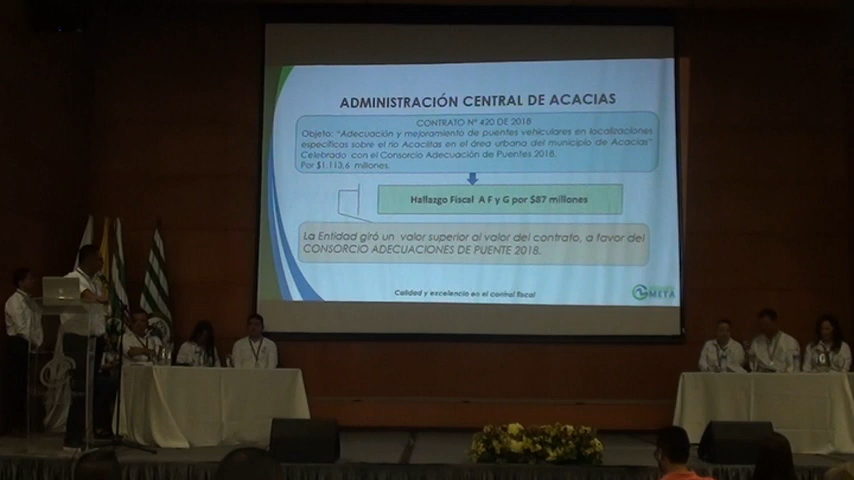 ADMINISTRACIÓN CENTRAL DE ACACIAS
CONTRATO Nº 420 DE 2018
Objeto: "Adecuación y mejoramiento de puentes vehiculares en localizaciones
específicas sobre el rio Acaciitas en el área urbana del municipio de Acacias"
Celebrado con el Consorcio Adecuación de Puentes 2018.
Por $1.113,6 millones.
Hallazgo Fiscal A F y G por $87 millones
La Entidad giró un valor superior al valor del contrato, a favor del
CONSORCIO ADECUACIONES DE PUENTE 2018.
Calidad y excelencia en el control fiscal
META